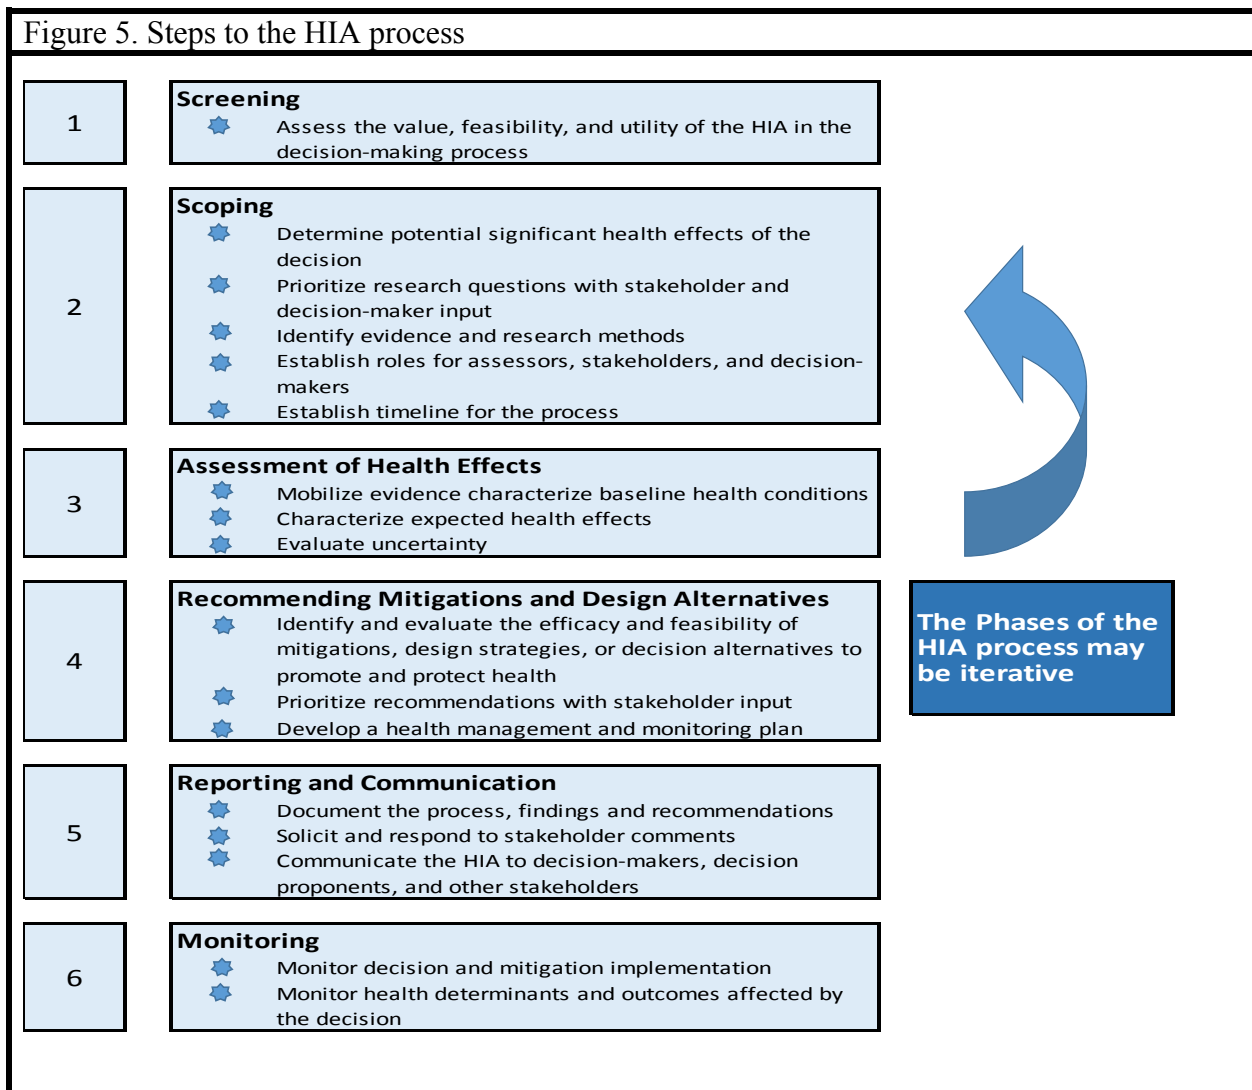 Figure 5. Steps to the HIA process
1
Screening
Assess the value, feasibility, and utility of the HIA in the
decision-making process
2
Scoping
Determine potential significant health effects of the
decision
Prioritize research questions with stakeholder and
decision-maker input
Identify evidence and research methods
Establish roles for assessors, stakeholders, and decision-
makers
Establish timeline for the process
3
Assessment of Health Effects
Mobilize evidence characterize baseline health conditions
Characterize expected health effects
Evaluate uncertainty
4
Recommending Mitigations and Design Alternatives
Identify and evaluate the efficacy and feasibility of
mitigations, design strategies, or decision alternatives to
promote and protect health
Prioritize recommendations with stakeholder input
Develop a health management and monitoring plan
The Phases of the
HIA process may
be iterative
5
Reporting and Communication
Document the process, findings and recommendations
Solicit and respond to stakeholder comments
Communicate the HIA to decision-makers, decision
proponents, and other stakeholders
6
Monitoring
Monitor decision and mitigation implementation
Monitor health determinants and outcomes affected by
the decision